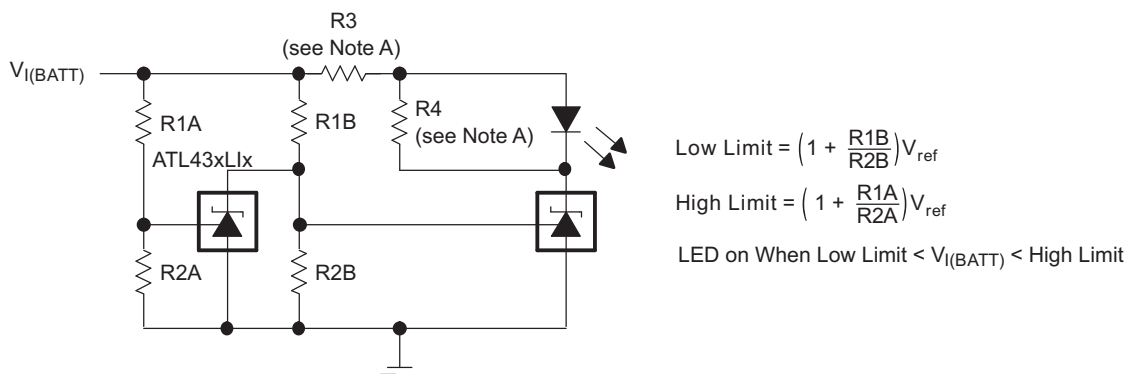 R3
(see Note A)
V_I(BATT)
R1A
R1B
R4
(see Note A)
ATL43xLIx
R2A
R2B
Low Limit = (1 + R1B/R2B)V_ref
High Limit = (1 + R1A/R2A)V_ref
LED on When Low Limit < V_I(BATT) < High Limit